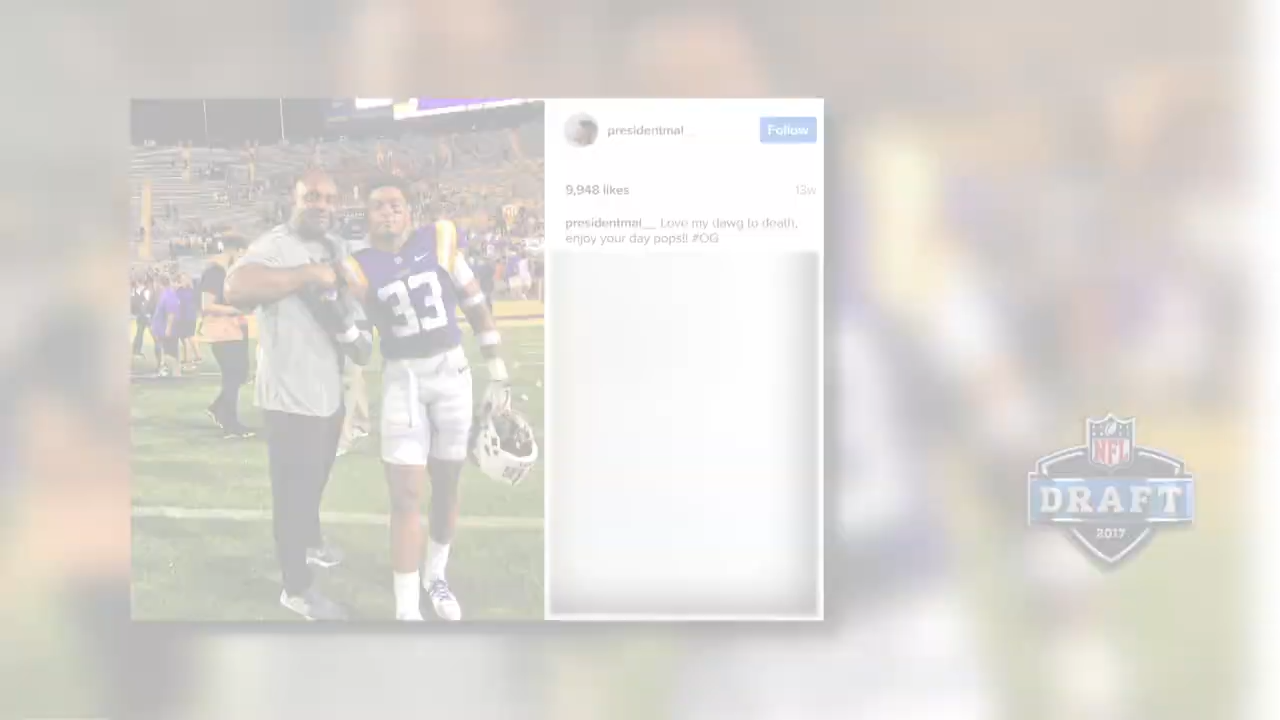 presidentmal__
Follow
9,948 likes
13w
presidentmal__ Love my dawg to death,
enjoy your day pops!! #OG
33
NFL
DRAFT
2017